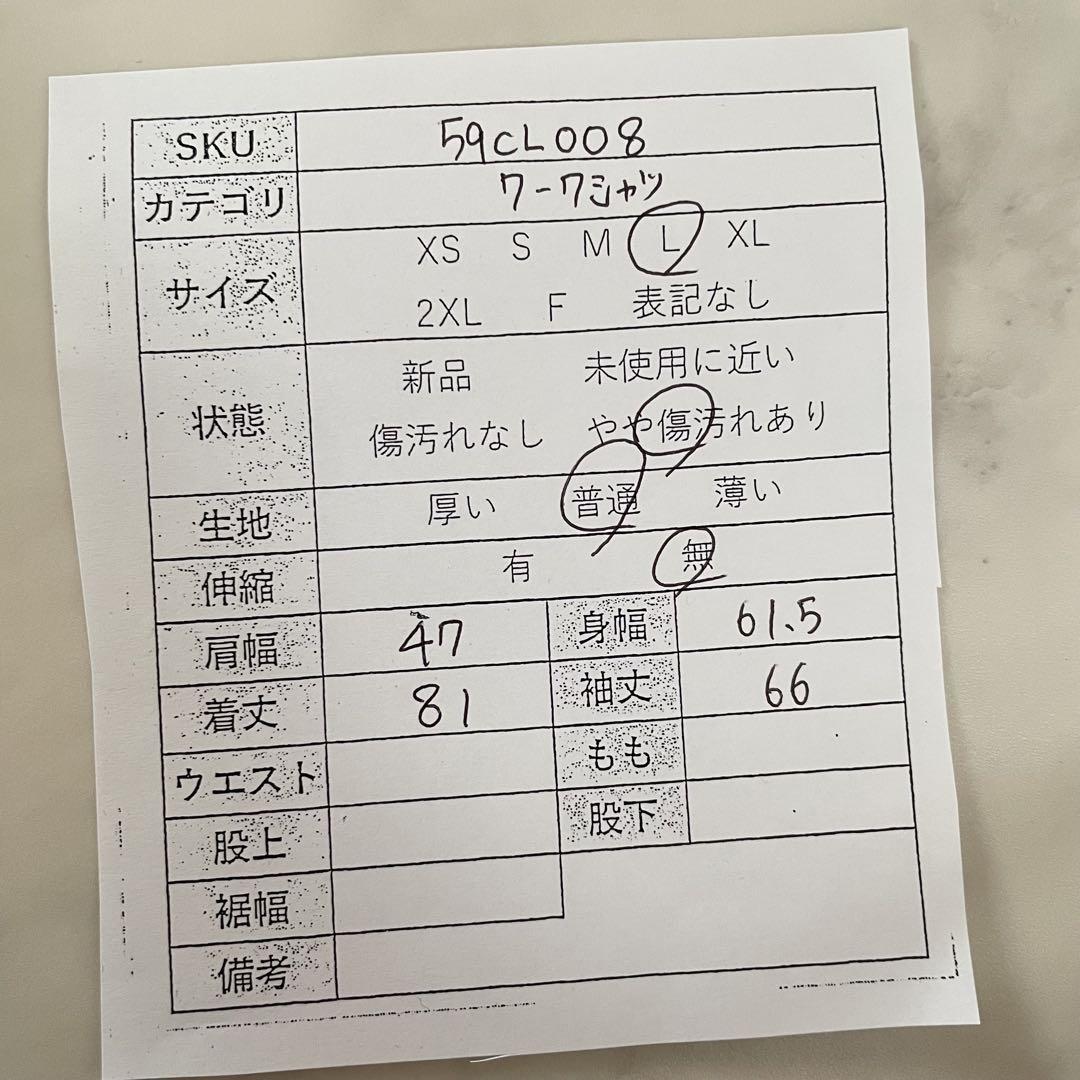 SKU 59CL008
カテゴリ ワークシャツ
サイズ XS S M L XL
2XL F 表記なし
状態 新品 未使用に近い
傷汚れなし やや傷汚れあり
生地 厚い 普通 薄い
伸縮 有 無
肩幅 47 身幅 61.5
着丈 81 袖丈 66
ウエスト もも
股上 股下
裾幅
備考